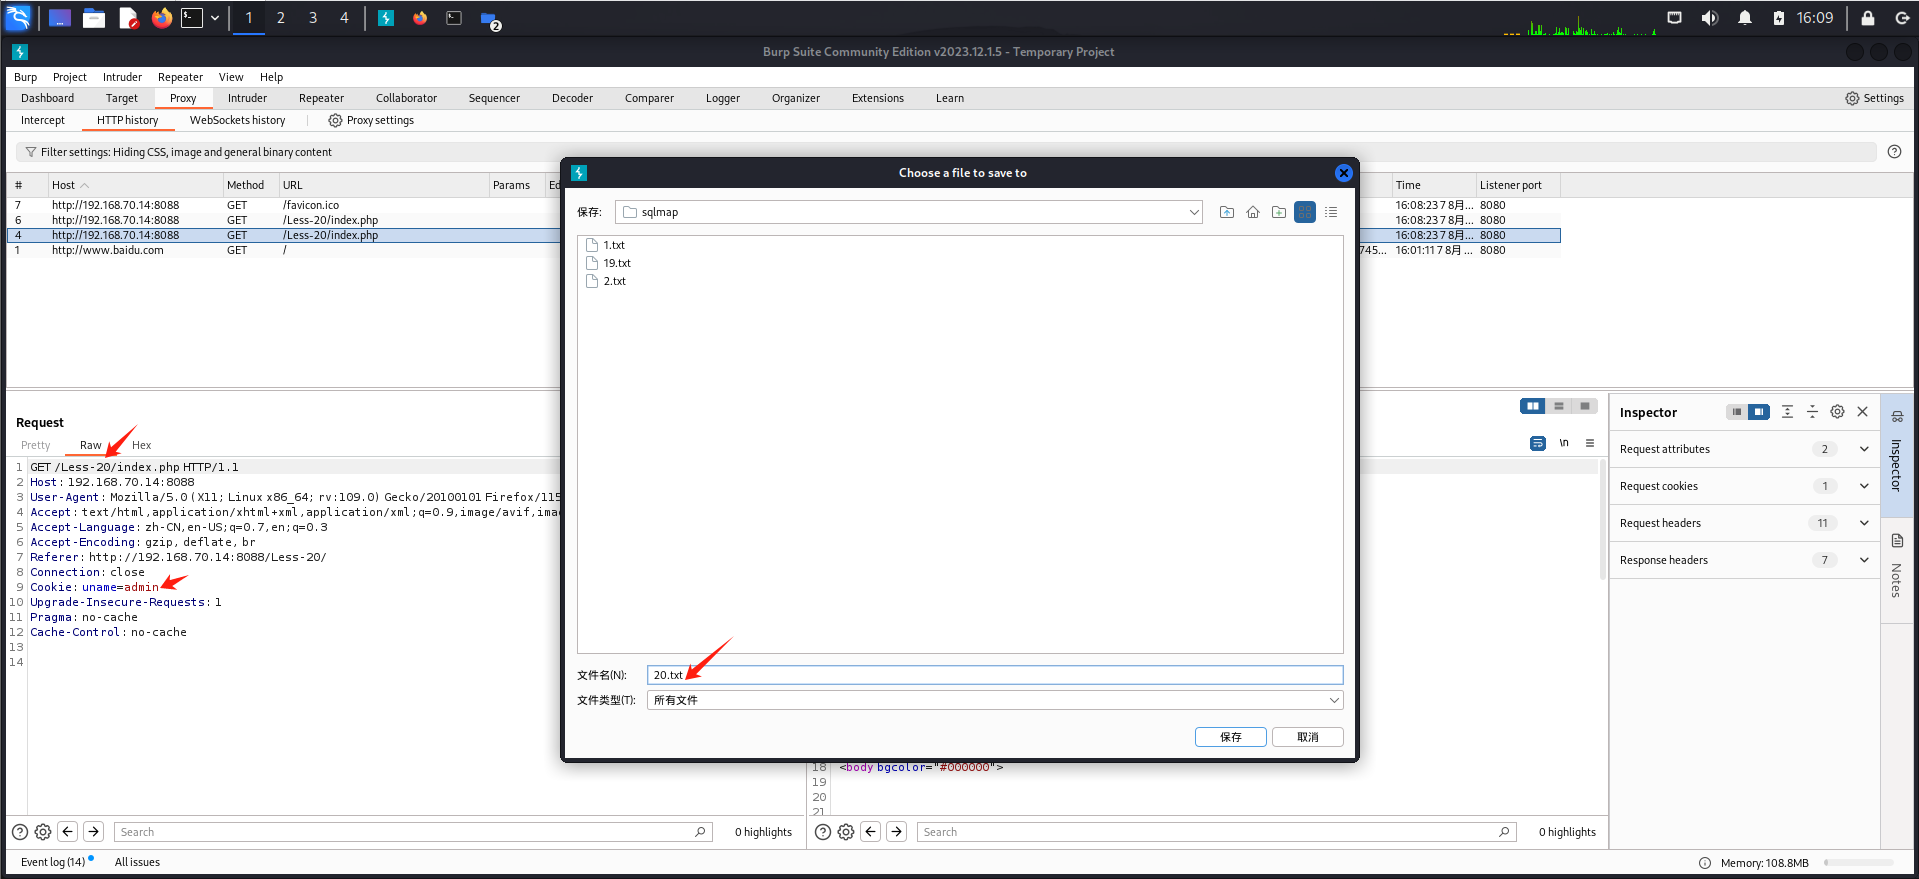 1 2 3 4 2 16:09
Burp Suite Community Edition v2023.12.1.5 - Temporary Project
Burp Project Intruder Repeater View Help
Dashboard Target Proxy Intruder Repeater Collaborator Sequencer Decoder Comparer Logger Organizer Extensions Learn Settings
Intercept HTTP history WebSockets history Proxy settings
Filter settings: Hiding CSS, image and general binary content
# Host Method URL Params Ed Time Listener port
7 http://192.168.70.14:8088 GET /favicon.ico 16:08:23 7 8月... 8080
6 http://192.168.70.14:8088 GET /Less-20/index.php 16:08:23 7 8月... 8080
4 http://192.168.70.14:8088 GET /Less-20/index.php 16:08:23 7 8月... 8080
1 http://www.baidu.com GET / 745... 16:01:11 7 8月... 8080
Choose a file to save to
保存: sqlmap
1.txt
19.txt
2.txt
文件名(N): 20.txt
文件类型(T): 所有文件
保存 取消
Request
Pretty Raw Hex
1 GET /Less-20/index.php HTTP/1.1
2 Host: 192.168.70.14:8088
3 User-Agent: Mozilla/5.0 (X11; Linux x86_64; rv:109.0) Gecko/20100101 Firefox/115
4 Accept: text/html,application/xhtml+xml,application/xml;q=0.9,image/avif,imag
5 Accept-Language: zh-CN,en-US;q=0.7,en;q=0.3
6 Accept-Encoding: gzip, deflate, br
7 Referer: http://192.168.70.14:8088/Less-20/
8 Connection: close
9 Cookie: uname=admin
10 Upgrade-Insecure-Requests: 1
11 Pragma: no-cache
12 Cache-Control: no-cache
13
14
\n
18 <body bgcolor="#000000">
19
20
21
Inspector
Request attributes 2
Request cookies 1
Request headers 11
Response headers 7
Inspector
Notes
Search 0 highlights
Search 0 highlights
Event log (14) All issues Memory: 108.8MB